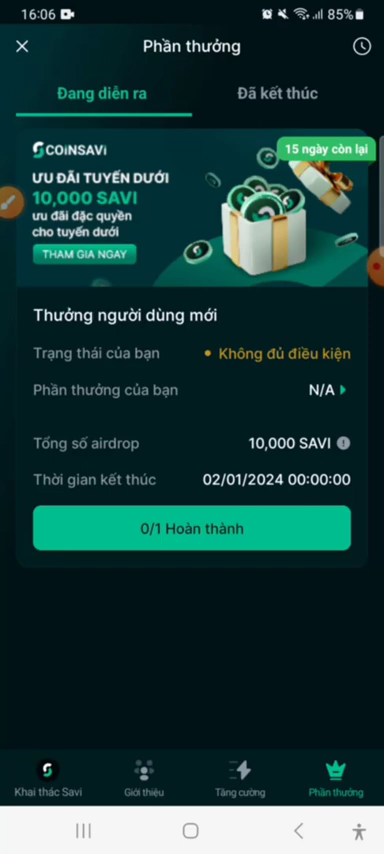 16:06
85%
Phần thưởng
Đang diễn ra
Đã kết thúc
COiNSAVi
15 ngày còn lại
ƯU ĐÃI TUYẾN DƯỚI
10,000 SAVI
ưu đãi đặc quyền
cho tuyến dưới
THAM GIA NGAY
Thưởng người dùng mới
Trạng thái của bạn
Không đủ điều kiện
Phần thưởng của bạn
N/A
Tổng số airdrop
10,000 SAVI
Thời gian kết thúc
02/01/2024 00:00:00
0/1 Hoàn thành
Khai thác Savi
Giới thiệu
Tăng cường
Phần thưởng